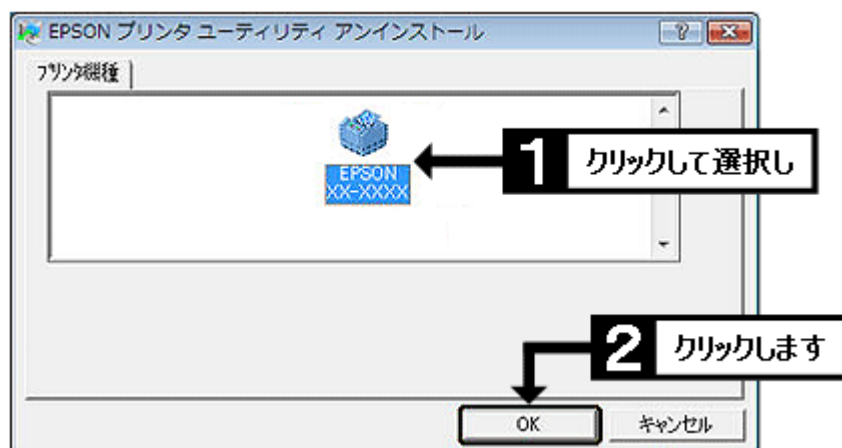 EPSON プリンタ ユーティリティ アンインストール
プリンタ機種
EPSON
XX-XXXX
1 クリックして選択し
2 クリックします
OK
キャンセル